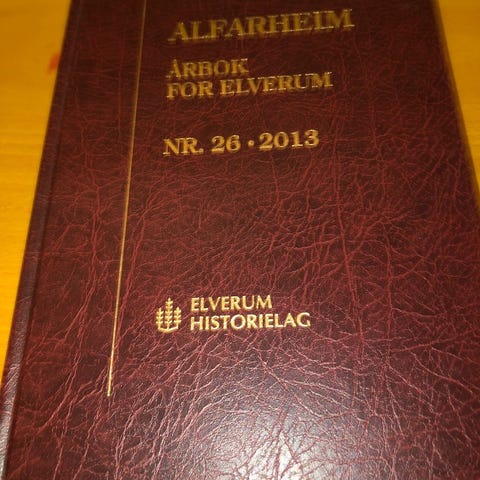 ALFARHEIM
ÅRBOK
FOR ELVERUM
NR. 26 • 2013
ELVERUM
HISTORIELAG